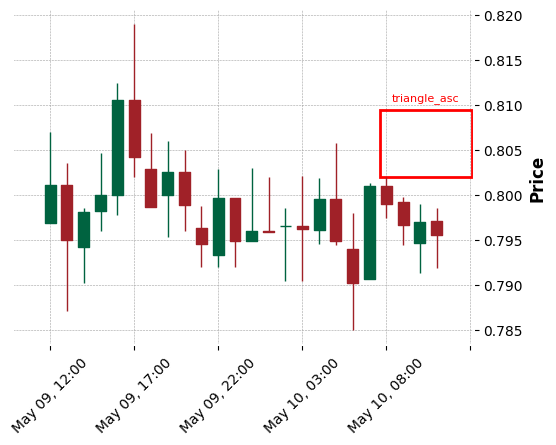 0.820
0.815
0.810
triangle_asc
0.805
0.800
0.795
0.790
0.785
Price
May 09, 12:00
May 09, 17:00
May 09, 22:00
May 10, 03:00
May 10, 08:00